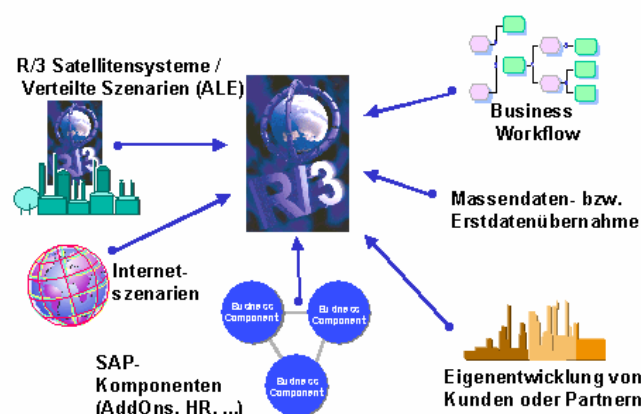 R/3 Satellitensysteme /
Verteilte Szenarien (ALE)
R/3
R/3
Business
Workflow
Massendaten- bzw.
Erstdatenübernahme
Internet-
szenarien
Business
Component
Business
Component
Business
Component
SAP-
Komponenten
(AddOns, HR, ...)
Eigenentwicklung von
Kunden oder Partnern